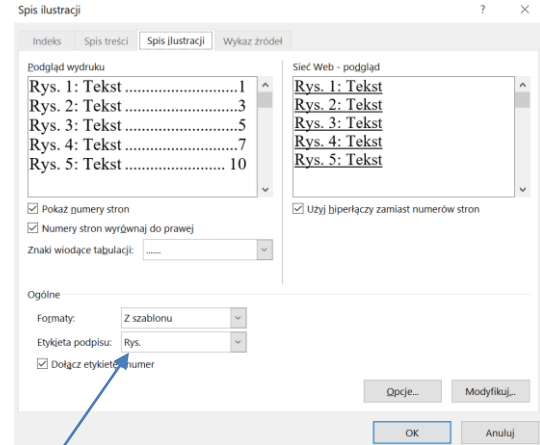 Spis ilustracji ? ×
Indeks Spis treści Spis ilustracji Wykaz źródeł
Podgląd wydruku
Rys. 1: Tekst...........................1
Rys. 2: Tekst...........................3
Rys. 3: Tekst...........................5
Rys. 4: Tekst...........................7
Rys. 5: Tekst........................ 10
Sieć Web - podgląd
Rys. 1: Tekst
Rys. 2: Tekst
Rys. 3: Tekst
Rys. 4: Tekst
Rys. 5: Tekst
Pokaż numery stron
Numery stron wyrównaj do prawej
Znaki wiodące tabulacji: ......
Użyj hiperłączy zamiast numerów stron
Ogólne
Formaty: Z szablonu
Etykieta podpisu: Rys.
Dołącz etykietę numer
Opcje... Modyfikuj...
OK Anuluj